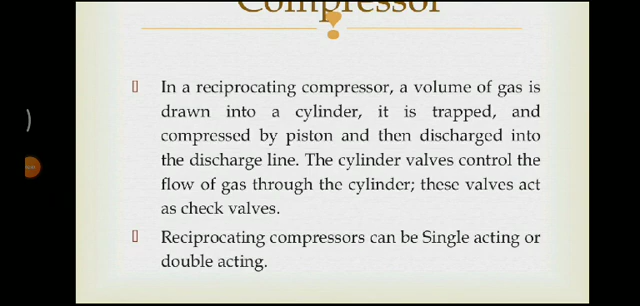 Compressor
In a reciprocating compressor, a volume of gas is
drawn into a cylinder, it is trapped, and
compressed by piston and then discharged into
the discharge line. The cylinder valves control the
flow of gas through the cylinder; these valves act
as check valves.
Reciprocating compressors can be Single acting or
double acting.